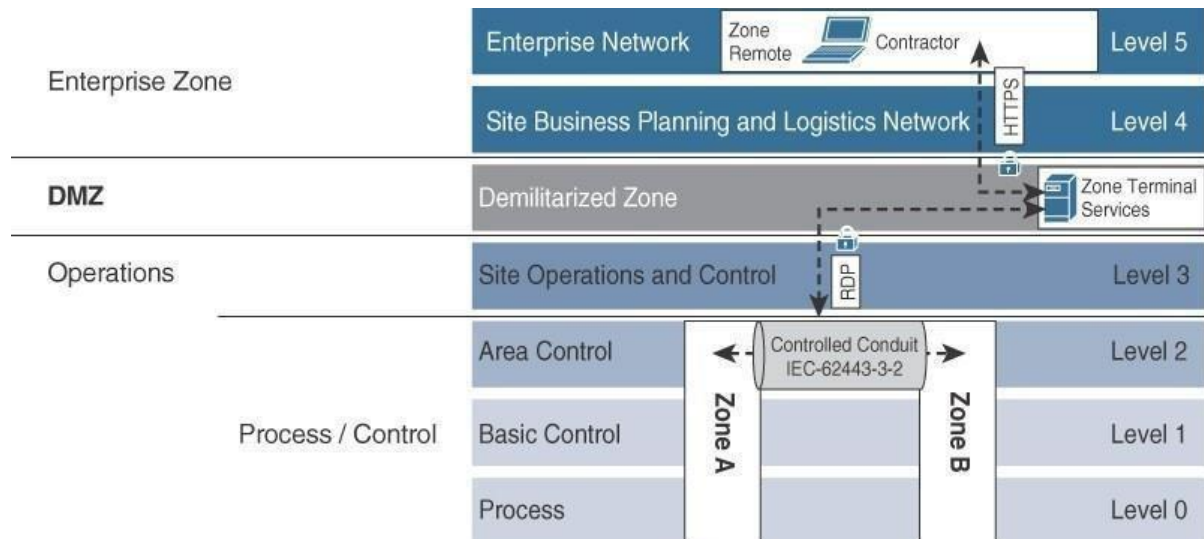 Enterprise Zone
Enterprise Network
Zone
Remote
Contractor
Level 5
HTTPS
Site Business Planning and Logistics Network
Level 4
DMZ
Demilitarized Zone
Zone Terminal
Services
Operations
Site Operations and Control
RDP
Level 3
Process / Control
Area Control
Controlled Conduit
IEC-62443-3-2
Level 2
Zone A
Zone B
Basic Control
Level 1
Process
Level 0